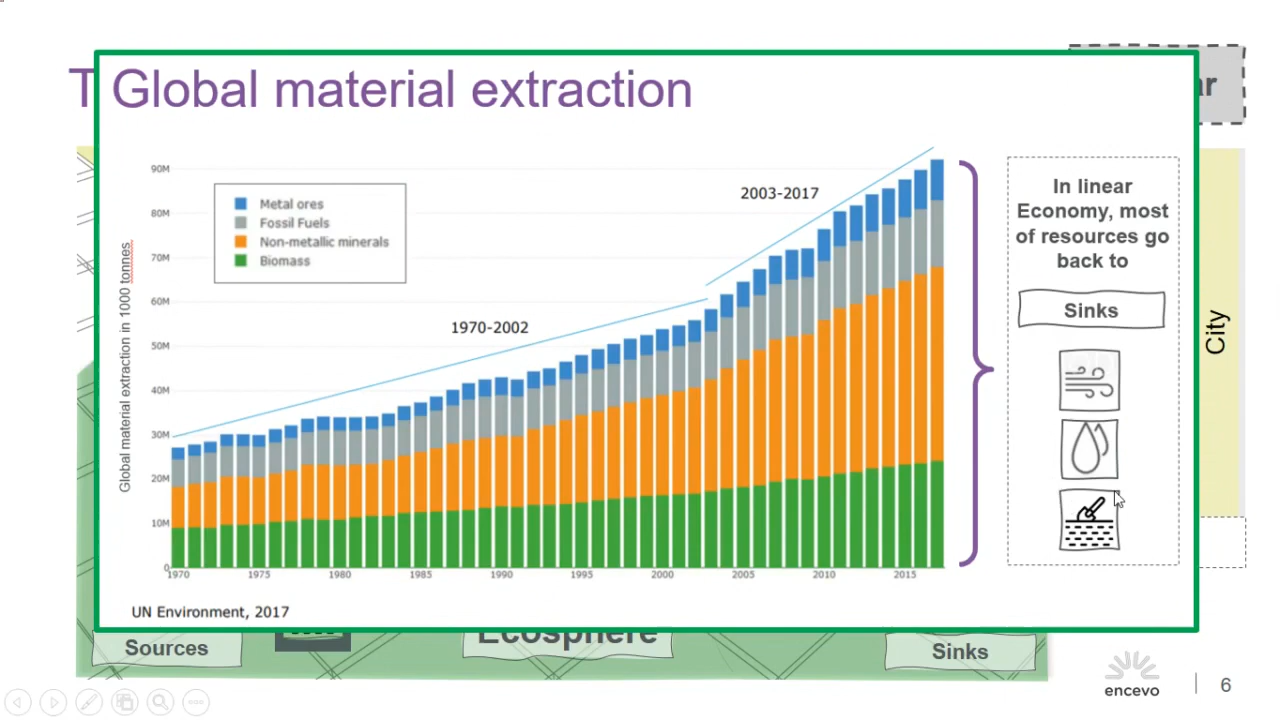 T
Global material extraction
ar
Global material extraction in 1000 tonnes
90M
80M
70M
60M
50M
40M
30M
20M
10M
0
1970
1975
1980
1985
1990
1995
2000
2005
2010
2015
Metal ores
Fossil Fuels
Non-metallic minerals
Biomass
1970-2002
2003-2017
In linear
Economy, most
of resources go
back to
Sinks
City
UN Environment, 2017
Sources
Ecosphere
Sinks
encevo
6